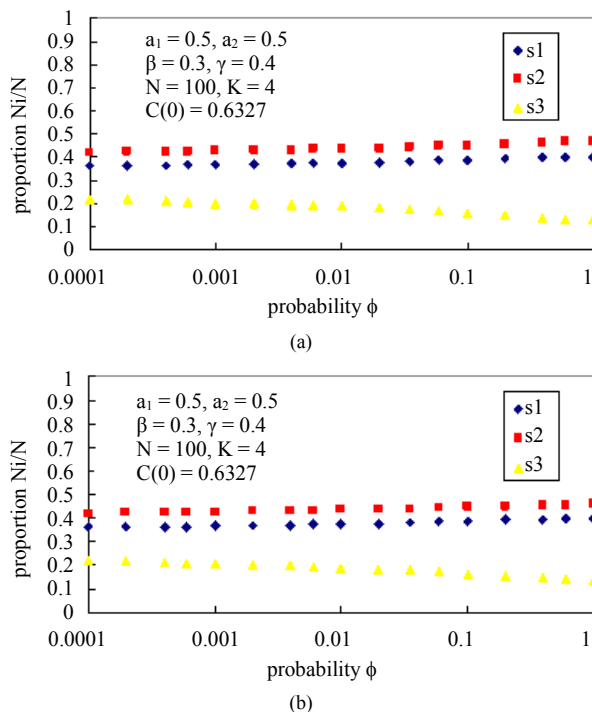 1
0.9
0.8
0.7
0.6
0.5
0.4
0.3
0.2
0.1
0
proportion Ni/N
a₁ = 0.5, a₂ = 0.5
β = 0.3, γ = 0.4
N = 100, K = 4
C(0) = 0.6327
s1
s2
s3
0.0001 0.001 0.01 0.1 1
probability ϕ
(a)
1
0.9
0.8
0.7
0.6
0.5
0.4
0.3
0.2
0.1
0
proportion Ni/N
a₁ = 0.5, a₂ = 0.5
β = 0.3, γ = 0.4
N = 100, K = 4
C(0) = 0.6327
s1
s2
s3
0.0001 0.001 0.01 0.1 1
probability ϕ
(b)